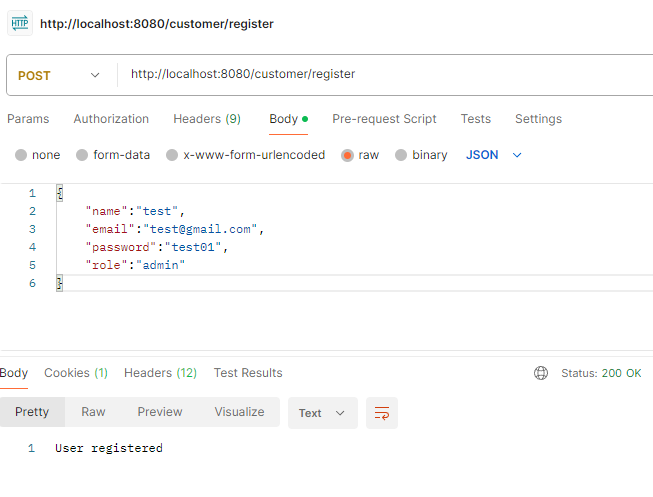 HTTP http://localhost:8080/customer/register
POST http://localhost:8080/customer/register
Params Authorization Headers (9) Body Pre-request Script Tests Settings
none form-data x-www-form-urlencoded raw binary JSON
1 {
2 "name":"test",
3 "email":"test@gmail.com",
4 "password":"test01",
5 "role":"admin"
6 }
Body Cookies (1) Headers (12) Test Results Status: 200 OK
Pretty Raw Preview Visualize Text
1 User registered